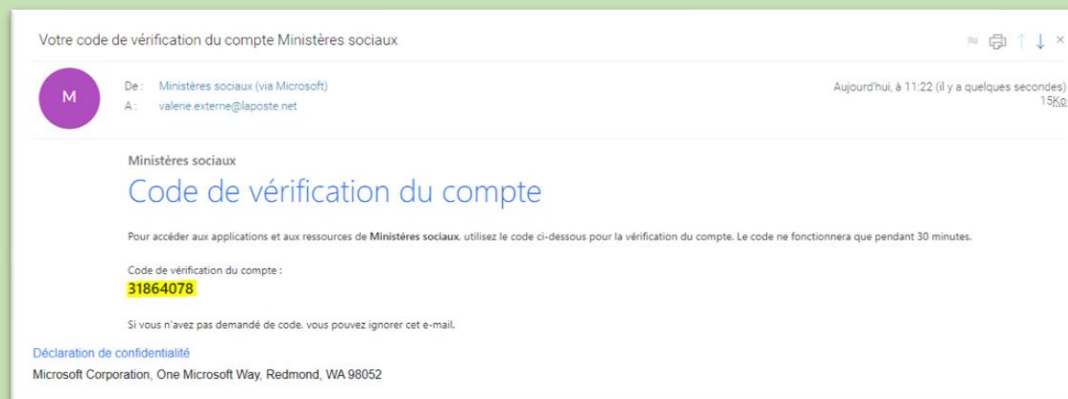 Votre code de vérification du compte Ministères sociaux
M
De : Ministères sociaux (via Microsoft)
A : valerie.externe@laposte.net
Aujourd'hui, à 11:22 (il y a quelques secondes)
15Ko
Ministères sociaux
Code de vérification du compte
Pour accéder aux applications et aux ressources de Ministères sociaux, utilisez le code ci-dessous pour la vérification du compte. Le code ne fonctionnera que pendant 30 minutes.
Code de vérification du compte :
31864078
Si vous n'avez pas demandé de code, vous pouvez ignorer cet e-mail.
Déclaration de confidentialité
Microsoft Corporation, One Microsoft Way, Redmond, WA 98052